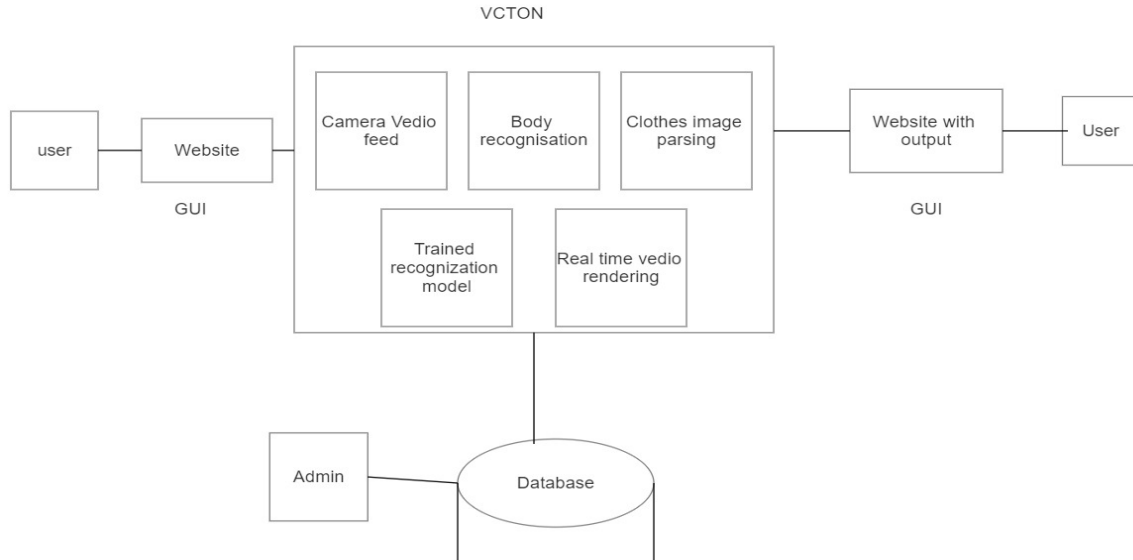 VCTON
Camera Vedio
feed
Body
recognisation
Clothes image
parsing
user
Website
Website with
output
User
GUI
GUI
Trained
recognization
model
Real time vedio
rendering
Admin
Database